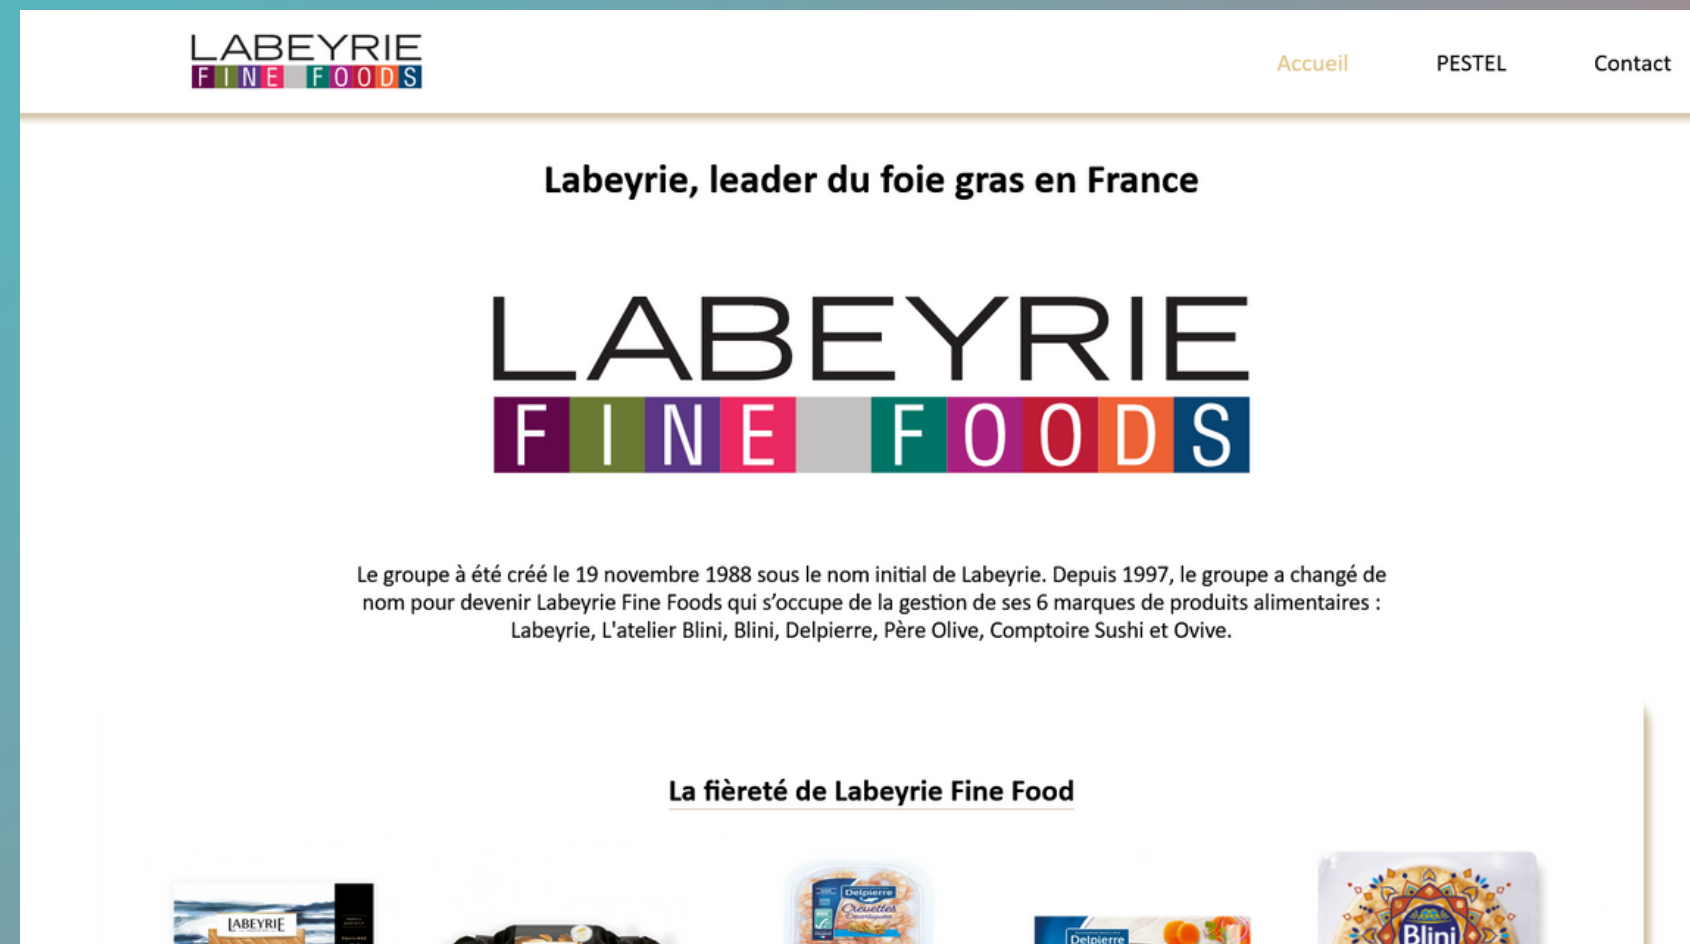 LABEYRIE
FINE FOODS
Accueil
PESTEL
Contact
Labeyrie, leader du foie gras en France
LABEYRIE
FINE FOODS
Le groupe à été créé le 19 novembre 1988 sous le nom initial de Labeyrie. Depuis 1997, le groupe a changé de
nom pour devenir Labeyrie Fine Foods qui s’occupe de la gestion de ses 6 marques de produits alimentaires :
Labeyrie, L'atelier Blini, Blini, Delpierre, Père Olive, Comptoire Sushi et Ovive.
La fièreté de Labeyrie Fine Food
LABEYRIE
Delpierre
Crevettes
Décortiquées
Delpierre
Blini